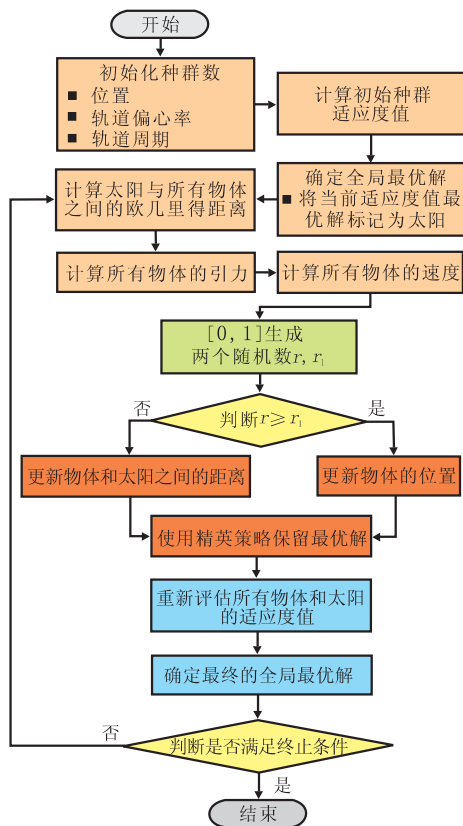 开始
初始化种群数
■ 位置
■ 轨道偏心率
■ 轨道周期
计算初始种群
适应度值
确定全局最优解
■ 将当前适应度值最
优解标记为太阳
计算太阳与所有物体
之间的欧几里得距离
计算所有物体的引力
计算所有物体的速度
[0, 1]生成
两个随机数r, r₁
判断r≥r₁
否
是
更新物体和太阳之间的距离
更新物体的位置
使用精英策略保留最优解
重新评估所有物体和太阳
的适应度值
确定最终的全局最优解
否
判断是否满足终止条件
是
结束